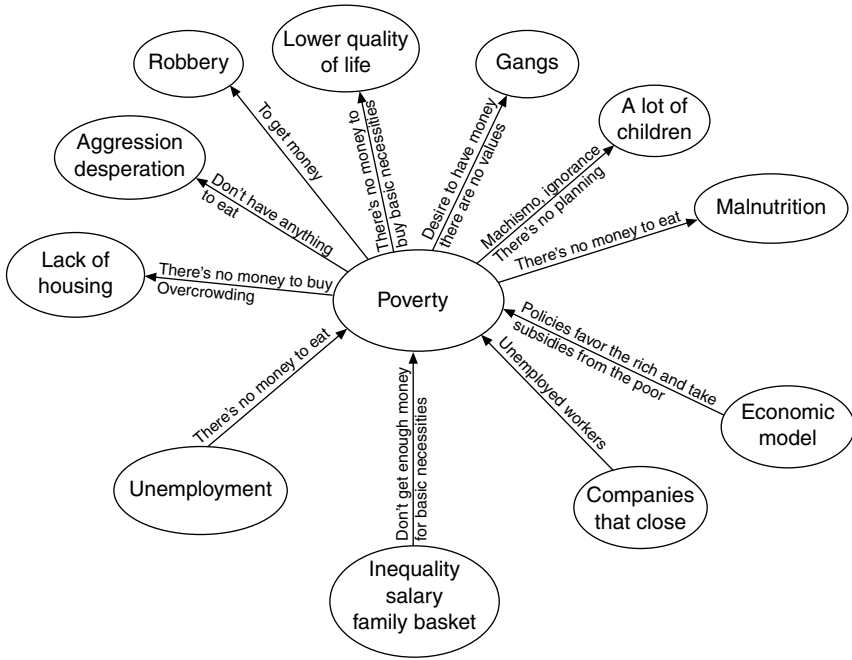 Lower quality
of life
Robbery
Gangs
A lot of
children
Aggression
desperation
Malnutrition
Lack of
housing
Poverty
Economic
model
Unemployment
Companies
that close
Inequality
salary
family basket
To get money
There's no money to
buy basic necessities
Desire to have money
there are no values
Machismo, ignorance
There's no planning
There's no money to eat
Don't have anything
to eat
There's no money to buy
Overcrowding
Policies favor the rich and take
subsidies from the poor
Unemployed workers
There's no money to eat
Don't get enough money
for basic necessities